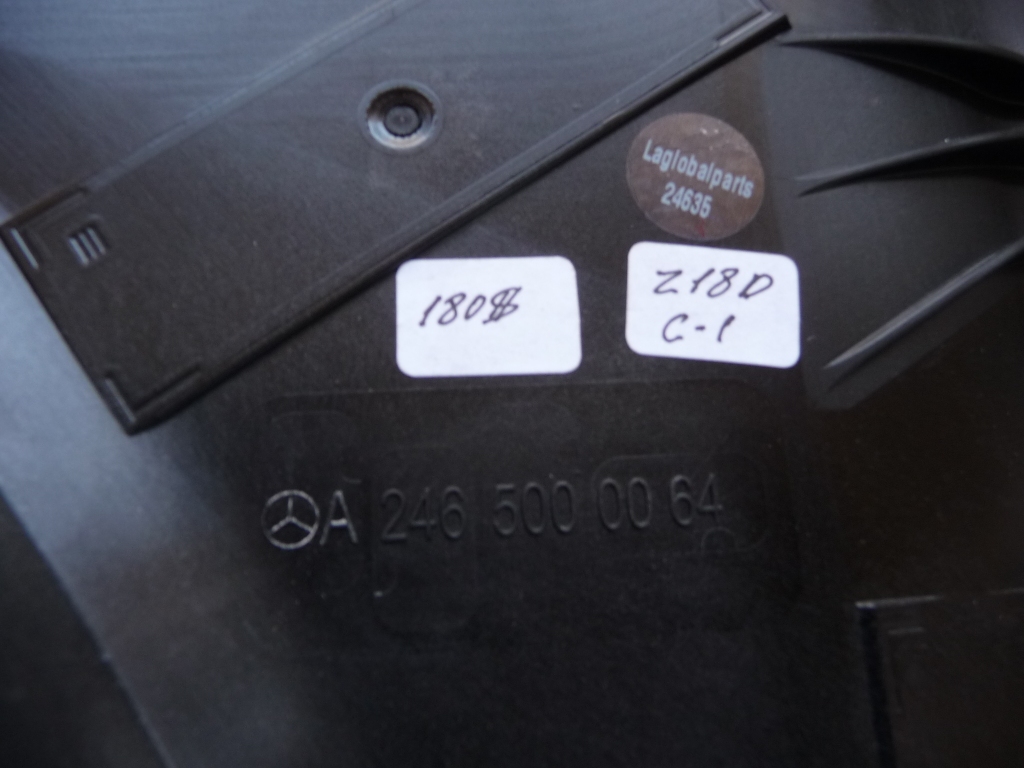 Laglobalparts
24635
180$
Z18D
C-1
A 246 500 00 64